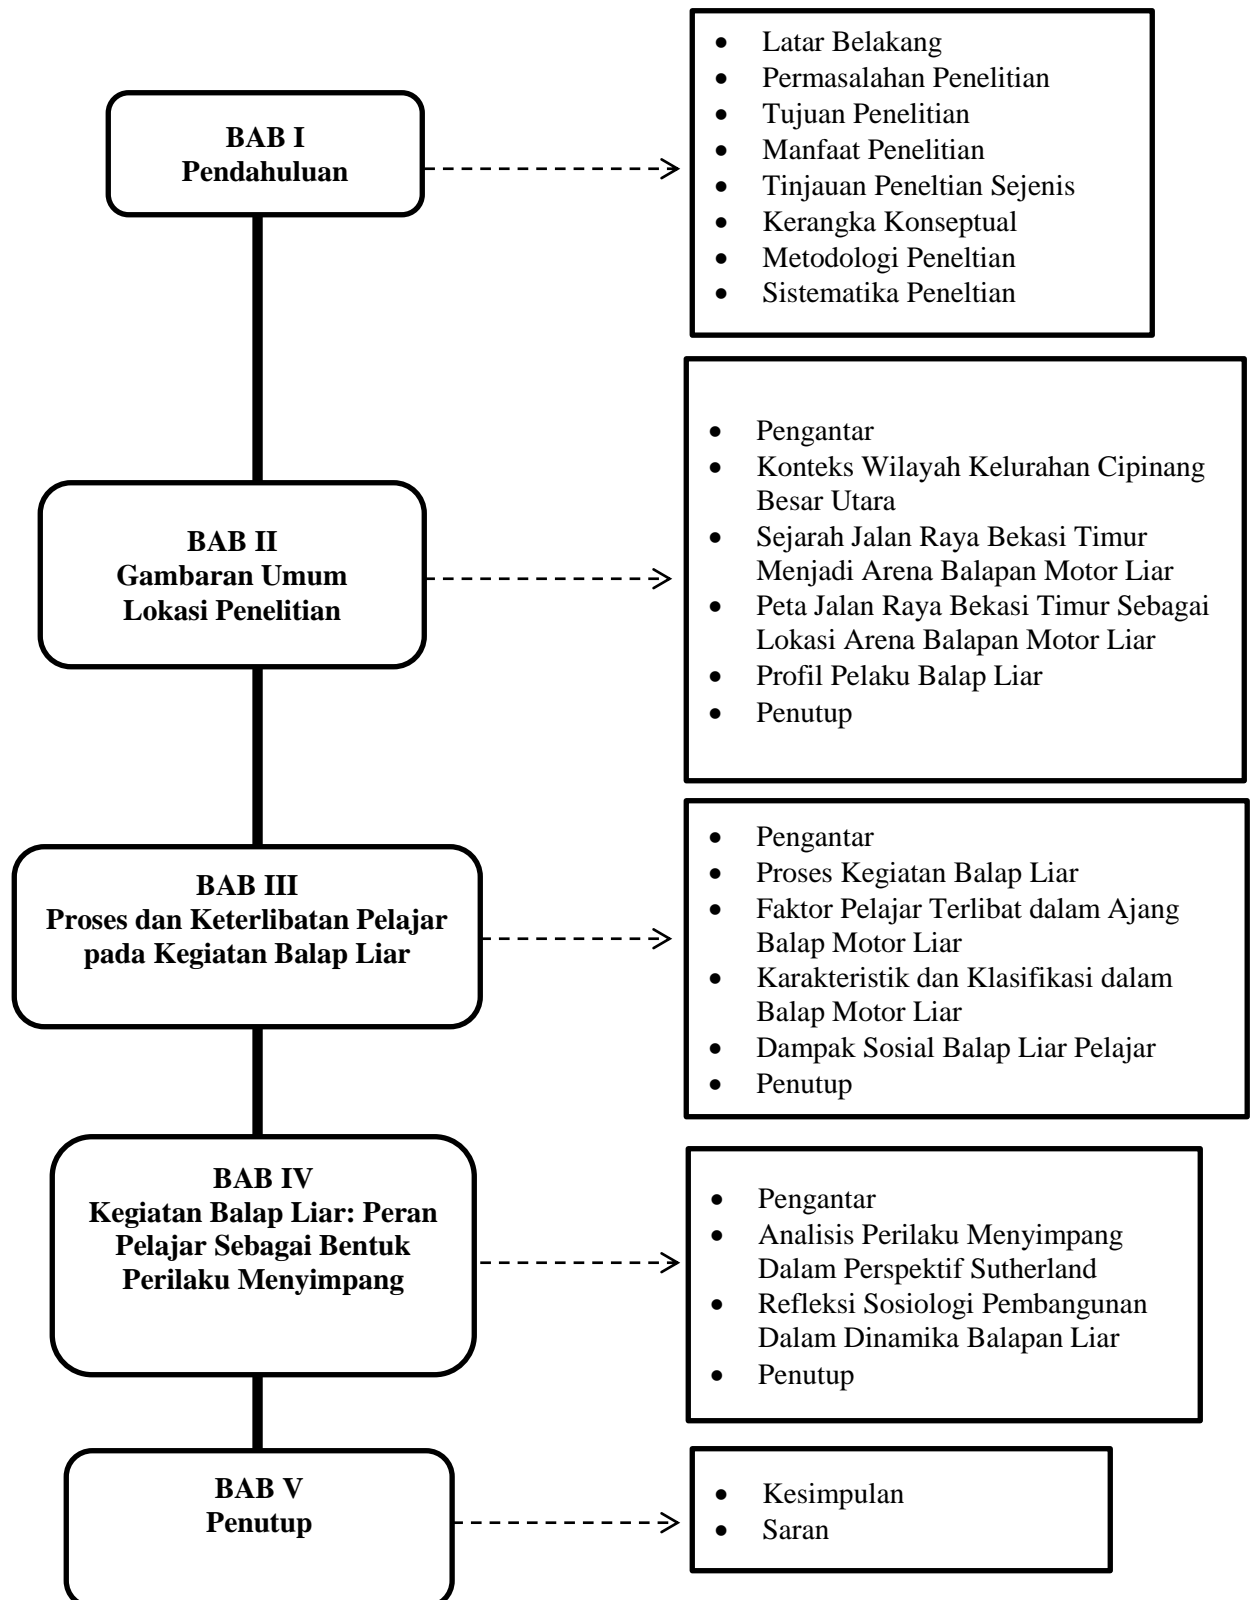 BAB I
Pendahuluan
• Latar Belakang
• Permasalahan Penelitian
• Tujuan Penelitian
• Manfaat Penelitian
• Tinjauan Peneltian Sejenis
• Kerangka Konseptual
• Metodologi Peneltian
• Sistematika Peneltian
BAB II
Gambaran Umum
Lokasi Penelitian
• Pengantar
• Konteks Wilayah Kelurahan Cipinang
Besar Utara
• Sejarah Jalan Raya Bekasi Timur
Menjadi Arena Balapan Motor Liar
• Peta Jalan Raya Bekasi Timur Sebagai
Lokasi Arena Balapan Motor Liar
• Profil Pelaku Balap Liar
• Penutup
BAB III
Proses dan Keterlibatan Pelajar
pada Kegiatan Balap Liar
• Pengantar
• Proses Kegiatan Balap Liar
• Faktor Pelajar Terlibat dalam Ajang
Balap Motor Liar
• Karakteristik dan Klasifikasi dalam
Balap Motor Liar
• Dampak Sosial Balap Liar Pelajar
• Penutup
BAB IV
Kegiatan Balap Liar: Peran
Pelajar Sebagai Bentuk
Perilaku Menyimpang
• Pengantar
• Analisis Perilaku Menyimpang
Dalam Perspektif Sutherland
• Refleksi Sosiologi Pembangunan
Dalam Dinamika Balapan Liar
• Penutup
BAB V
Penutup
• Kesimpulan
• Saran